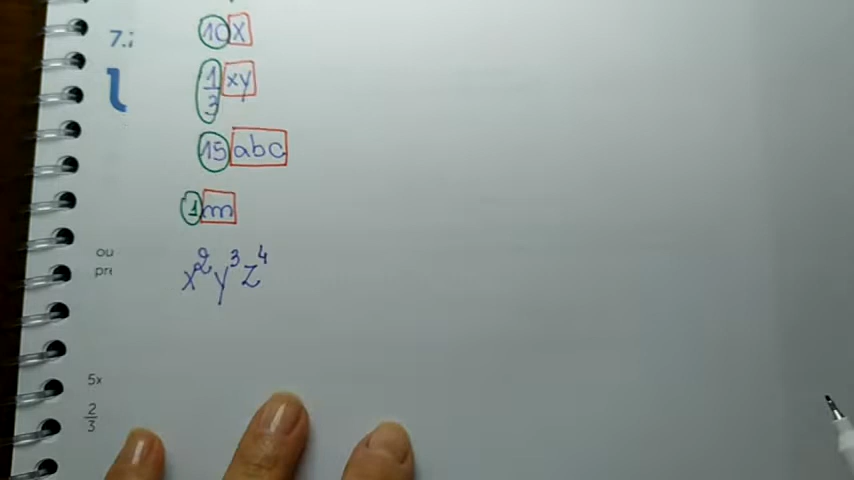 7.
10x
1/3 xy
15abc
1m
x²y³z⁴
ou
pr
5x
2/3